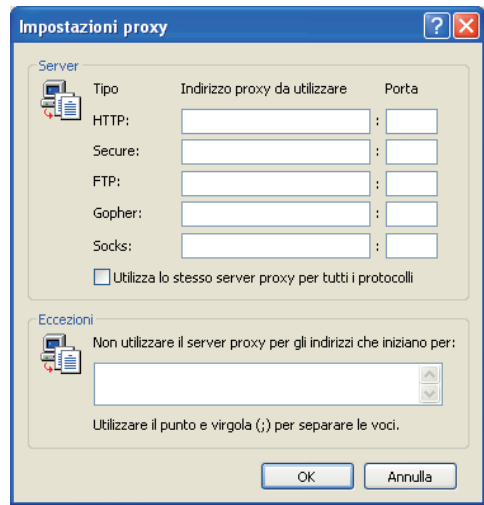 Impostazioni proxy
Server
Tipo Indirizzo proxy da utilizzare Porta
HTTP: :
Secure: :
FTP: :
Gopher: :
Socks: :
Utilizza lo stesso server proxy per tutti i protocolli
Eccezioni
Non utilizzare il server proxy per gli indirizzi che iniziano per:
Utilizzare il punto e virgola (;) per separare le voci.
OK Annulla